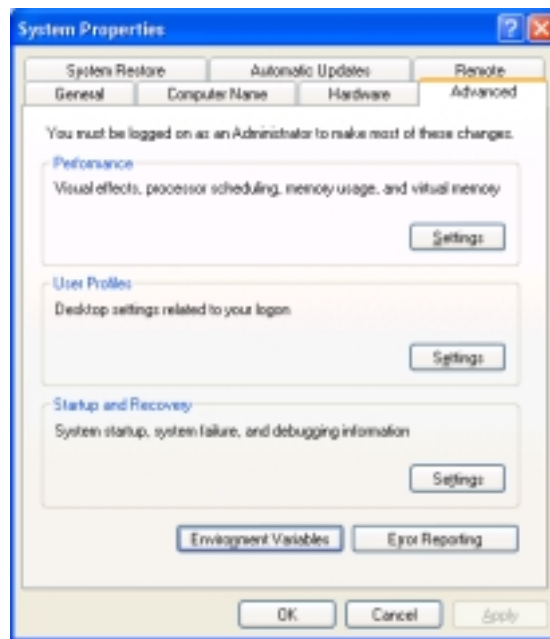 System Properties
System Restore Automatic Updates Remote
General Computer Name Hardware Advanced
You must be logged on as an Administrator to make most of these changes.
Performance
Visual effects, processor scheduling, memory usage, and virtual memory
Settings
User Profiles
Desktop settings related to your logon
Settings
Startup and Recovery
System startup, system failure, and debugging information
Settings
Environment Variables Error Reporting
OK Cancel Apply